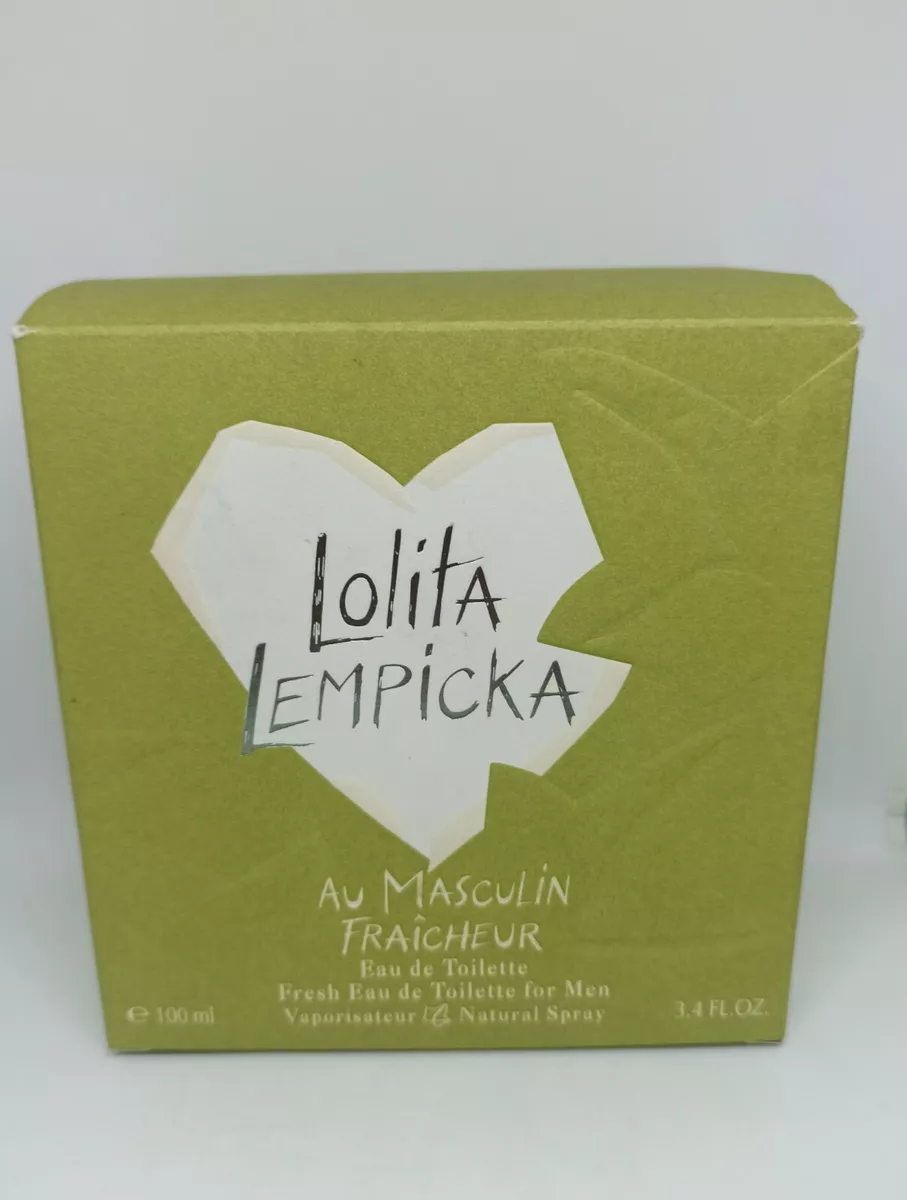 Lolita
Lempicka
Au Masculin
Fraîcheur
Eau de Toilette
Fresh Eau de Toilette for Men
℮ 100 ml
Vaporisateur Natural Spray
3.4 FL.OZ.